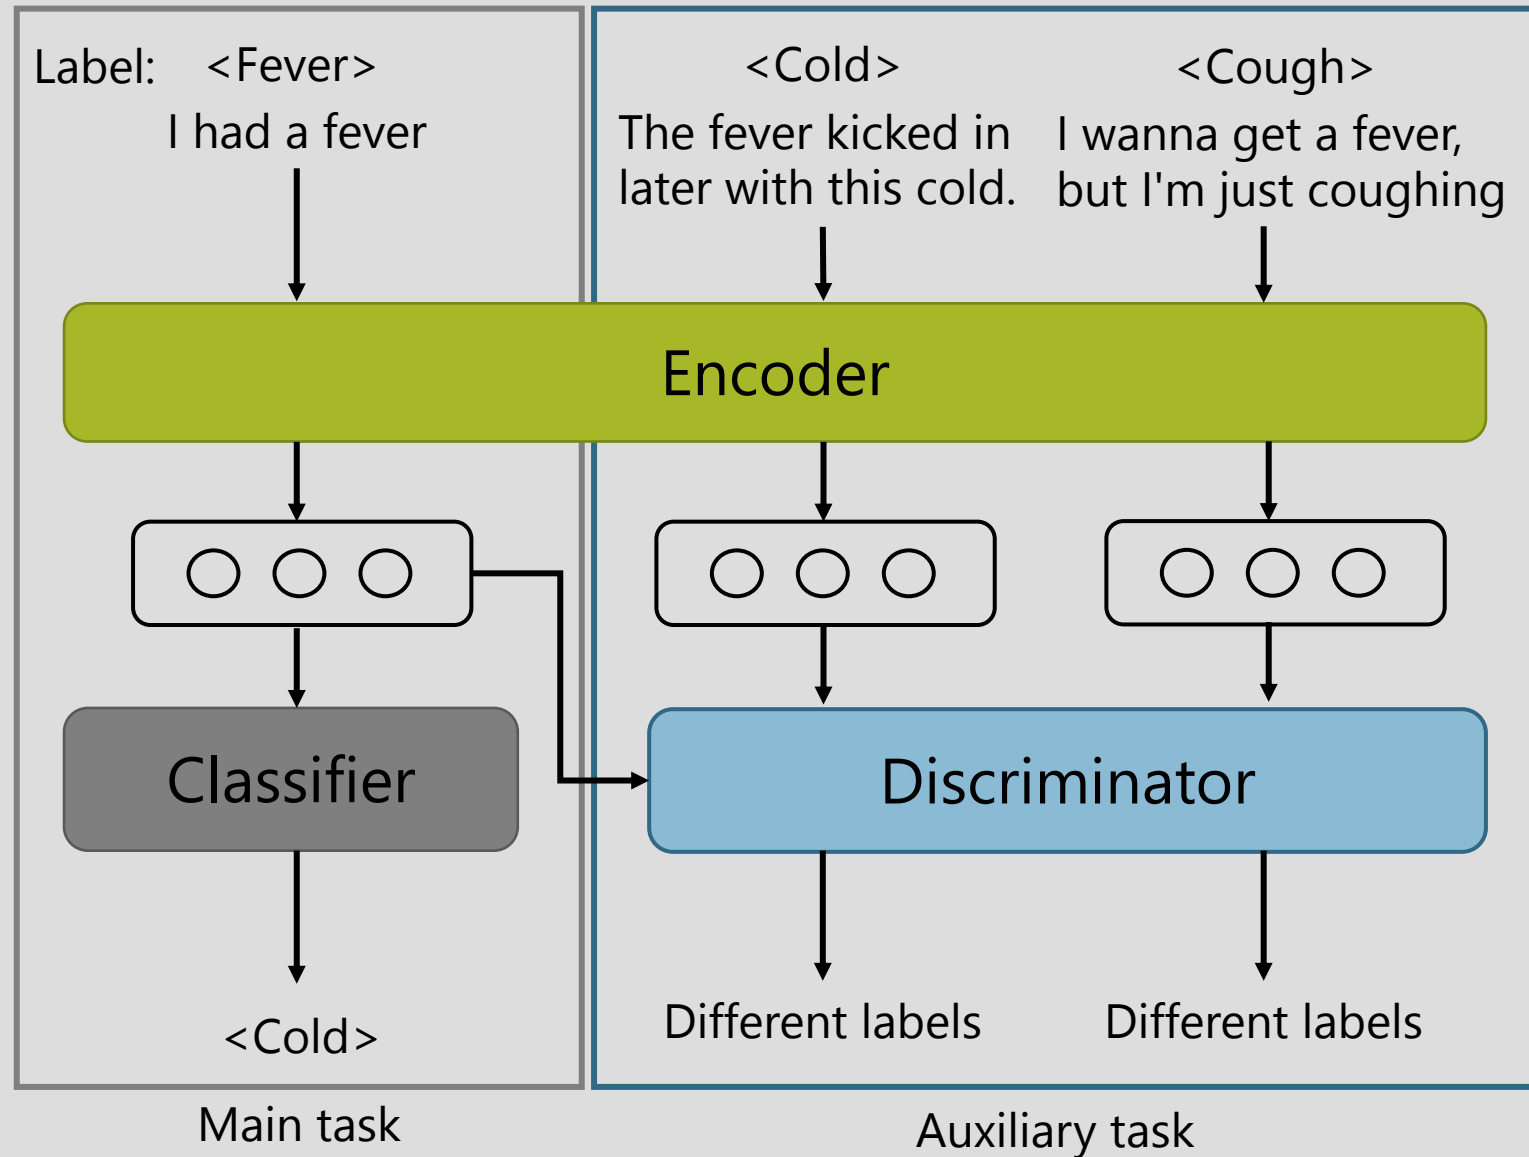 Label: <Fever>
I had a fever
<Cold>
The fever kicked in
later with this cold.
<Cough>
I wanna get a fever,
but I'm just coughing
Encoder
Classifier
Discriminator
<Cold>
Different labels
Different labels
Main task
Auxiliary task